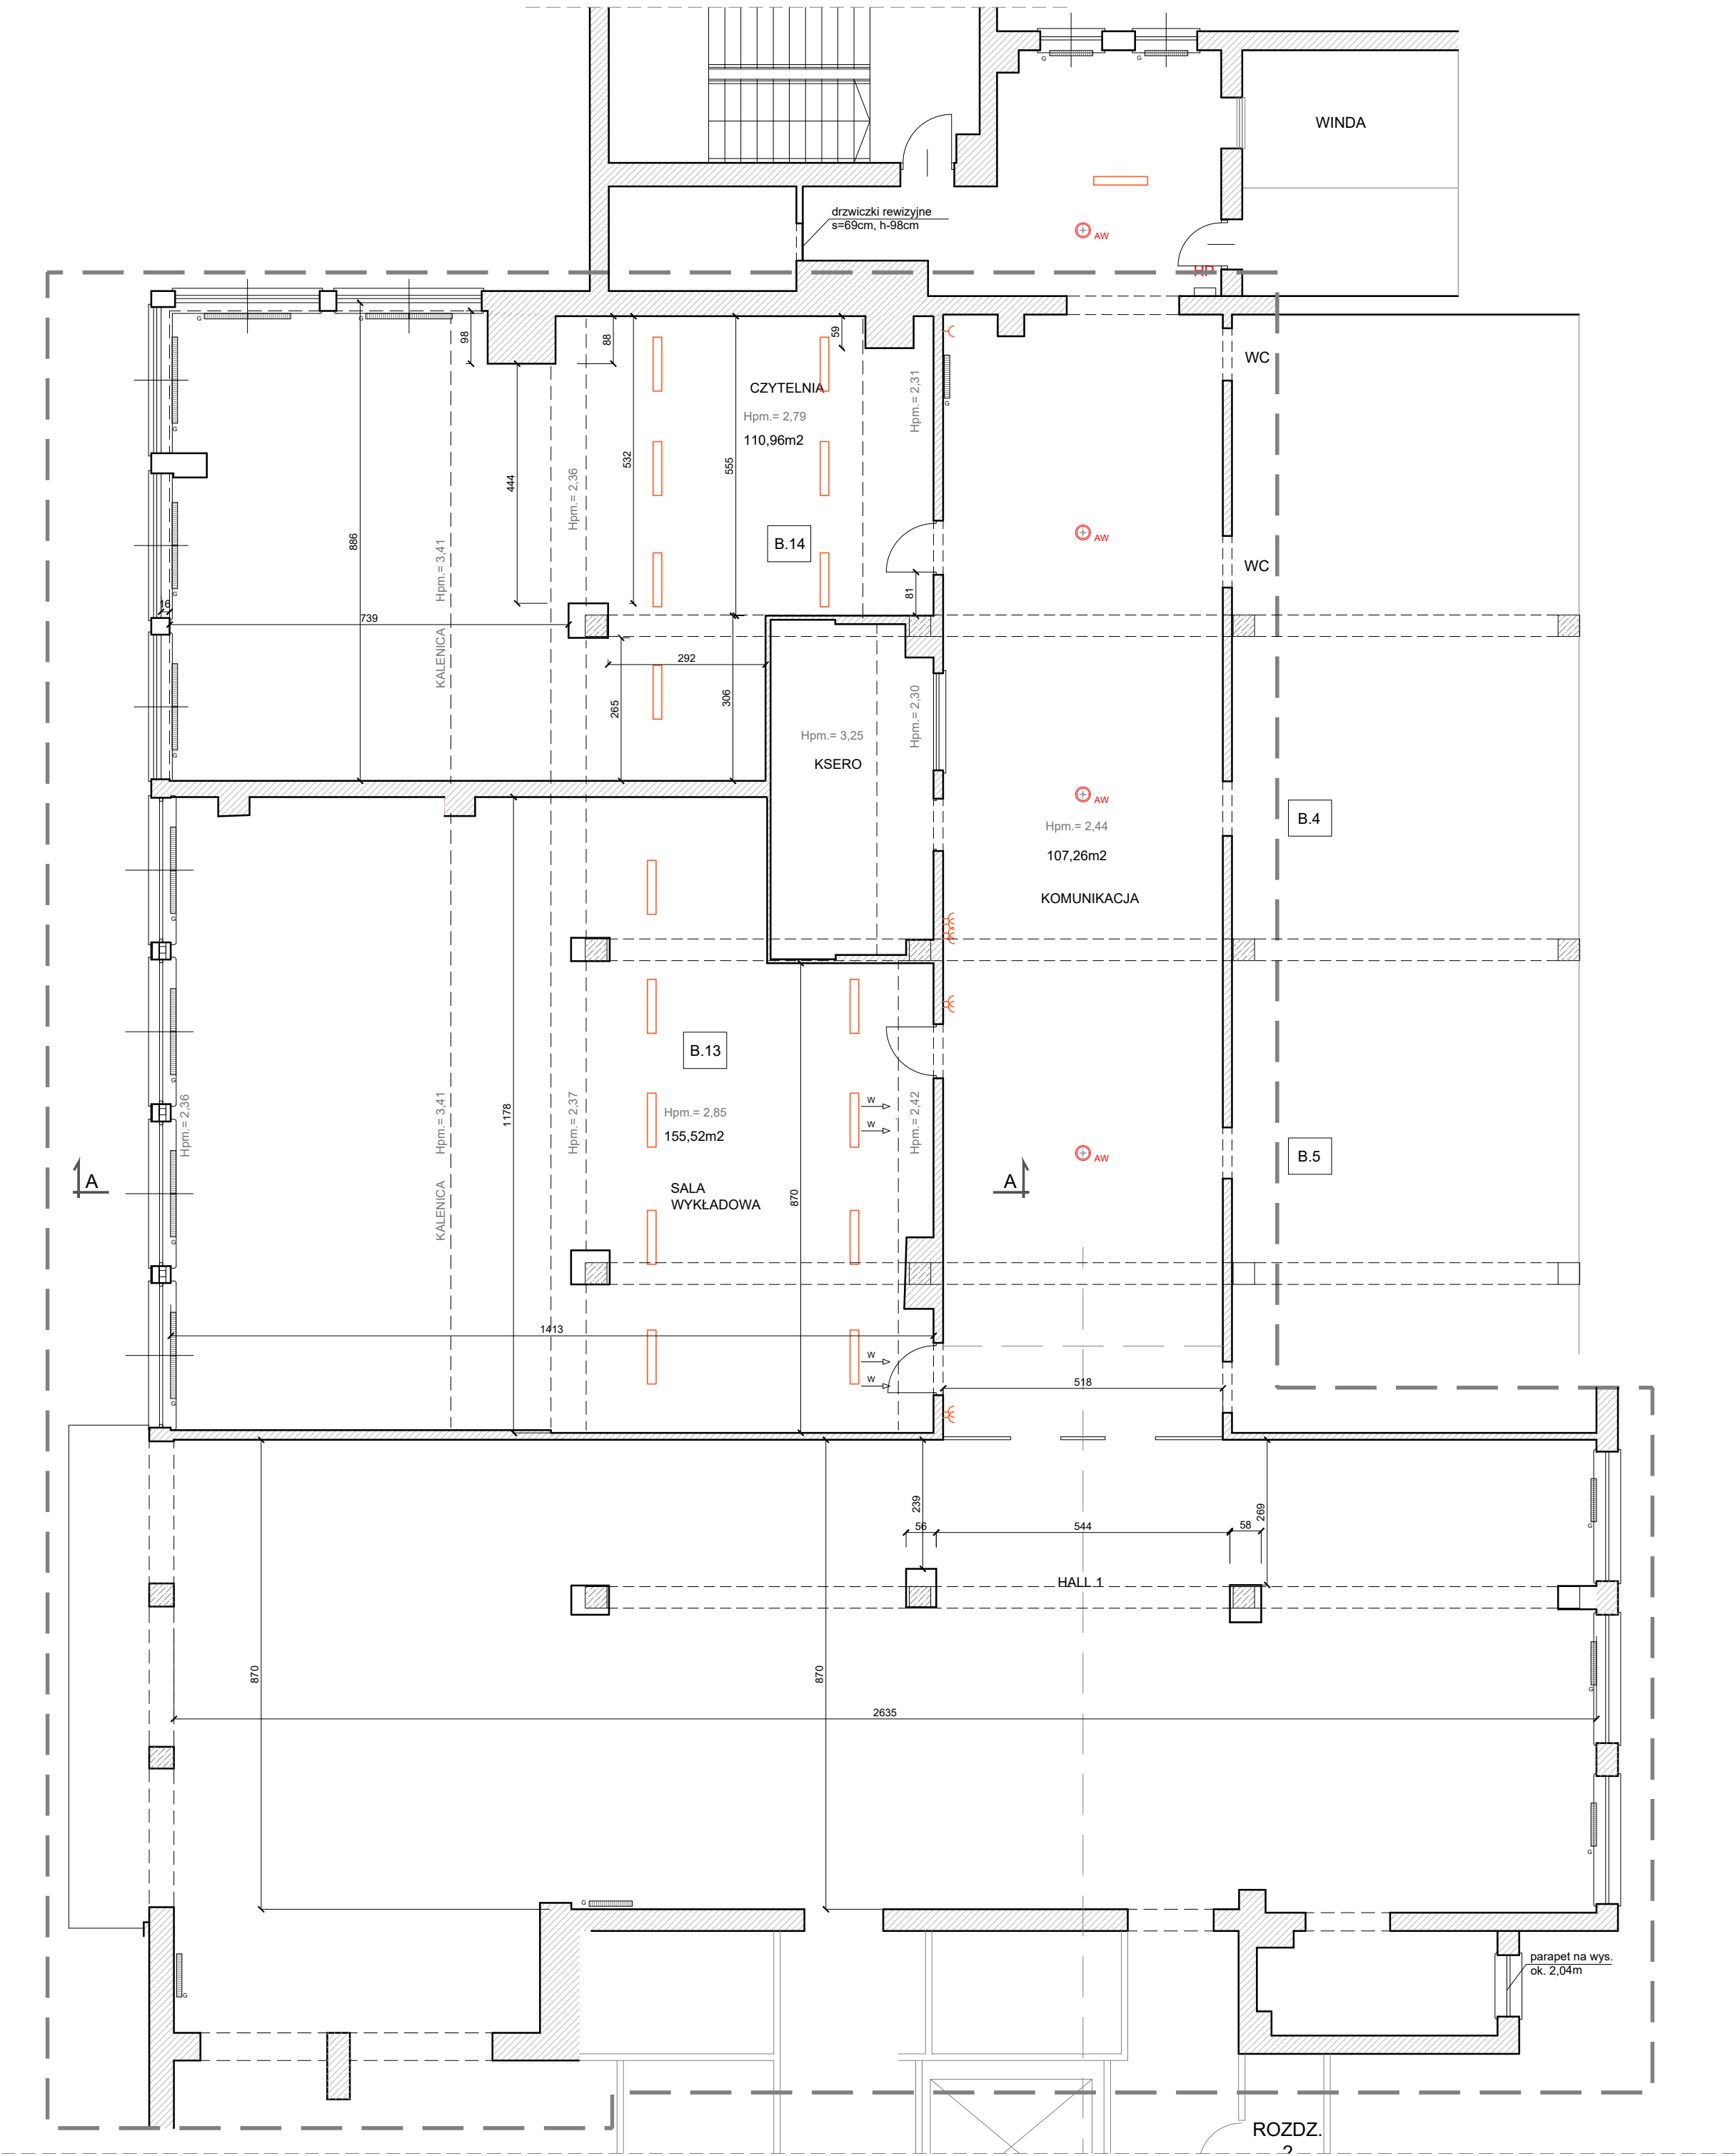 G
G
WINDA
drzwiczki rewizyjne
s=69cm, h-98cm
AW
HP
G
G
98
88
59
WC
CZYTELNIA
Hpm.= 2,79
110,96m2
Hpm.= 2,31
G
G
444
532
555
Hpm.= 2,36
886
Hpm.= 3,41
KALENICA
B.14
AW
WC
81
G
16
739
292
265
306
Hpm.= 2,30
Hpm.= 3,25
KSERO
G
AW
Hpm.= 2,44
107,26m2
KOMUNIKACJA
B.4
G
B.13
G
Hpm.= 2,36
Hpm.= 3,41
KALENICA
1178
Hpm.= 2,37
Hpm.= 2,85
155,52m2
W
W
Hpm.= 2,42
AW
B.5
A
SALA
WYKŁADOWA
870
A
G
1413
W
W
518
G
239
269
56
544
58
G
HALL 1
870
870
G
2635
G
G
G
parapet na wys.
ok. 2,04m
ROZDZ.
2